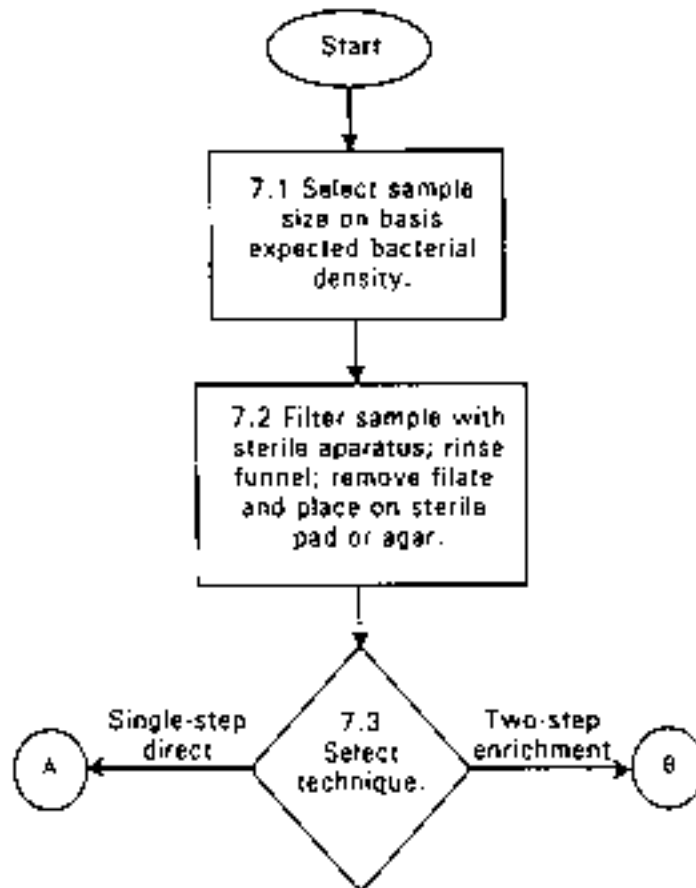 Start
7.1 Select sample
size on basis
expected bacterial
density.
7.2 Filter sample with
sterile aparatus; rinse
funnel; remove filate
and place on sterile
pad or agar.
Single-step
direct
7.3
Select
technique.
Two-step
enrichment
A
B